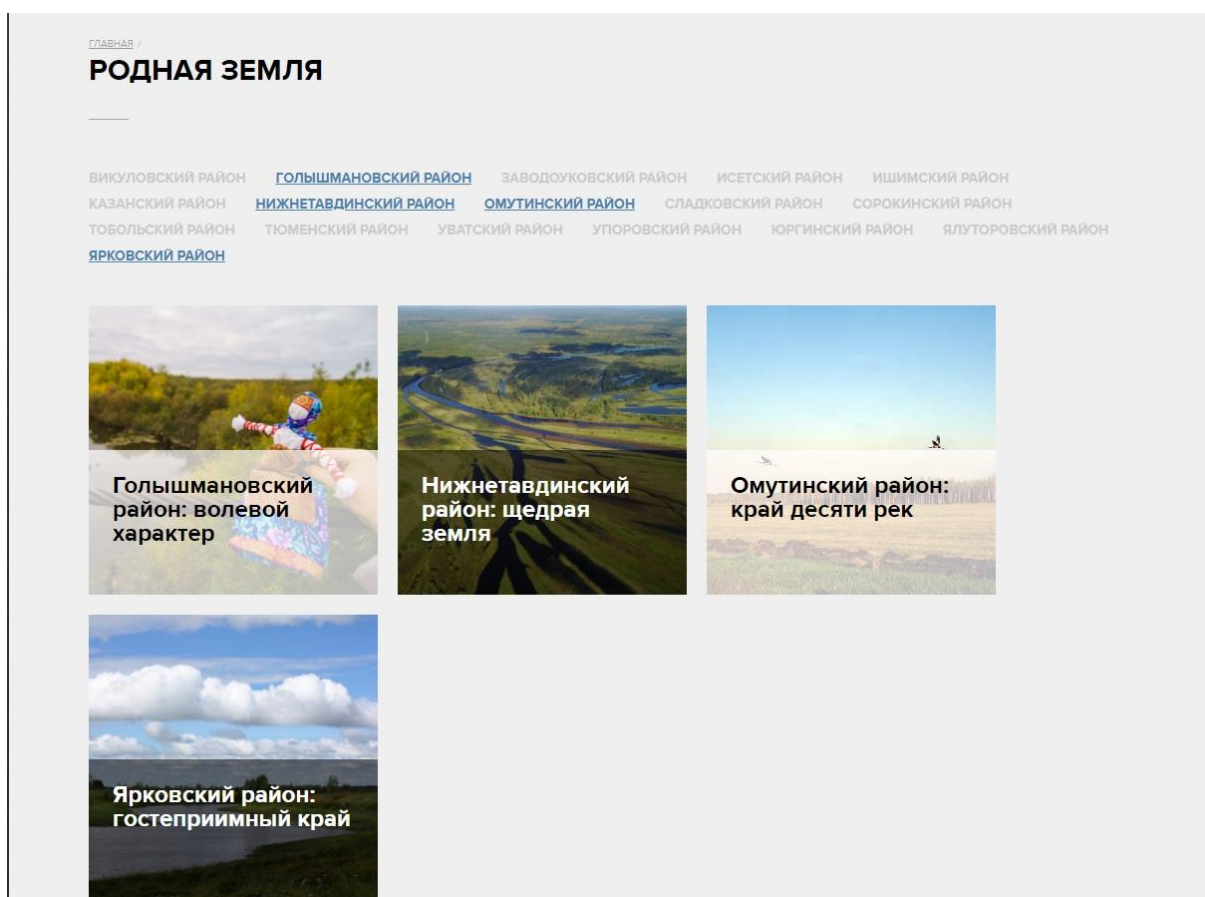 ГЛАВНАЯ /
РОДНАЯ ЗЕМЛЯ
ВИКУЛОВСКИЙ РАЙОН ГОЛЫШМАНОВСКИЙ РАЙОН ЗАВОДОУКОВСКИЙ РАЙОН ИСЕТСКИЙ РАЙОН ИШИМСКИЙ РАЙОН
КАЗАНСКИЙ РАЙОН НИЖНЕТАВДИНСКИЙ РАЙОН ОМУТИНСКИЙ РАЙОН СЛАДКОВСКИЙ РАЙОН СОРОКИНСКИЙ РАЙОН
ТОБОЛЬСКИЙ РАЙОН ТЮМЕНСКИЙ РАЙОН УВАТСКИЙ РАЙОН УПОРОВСКИЙ РАЙОН ЮРГИНСКИЙ РАЙОН ЯЛУТОРОВСКИЙ РАЙОН
ЯРКОВСКИЙ РАЙОН
Голышмановский
район: волевой
характер
Нижнетавдинский
район: щедрая
земля
Омутинский район:
край десяти рек
Ярковский район:
гостеприимный край